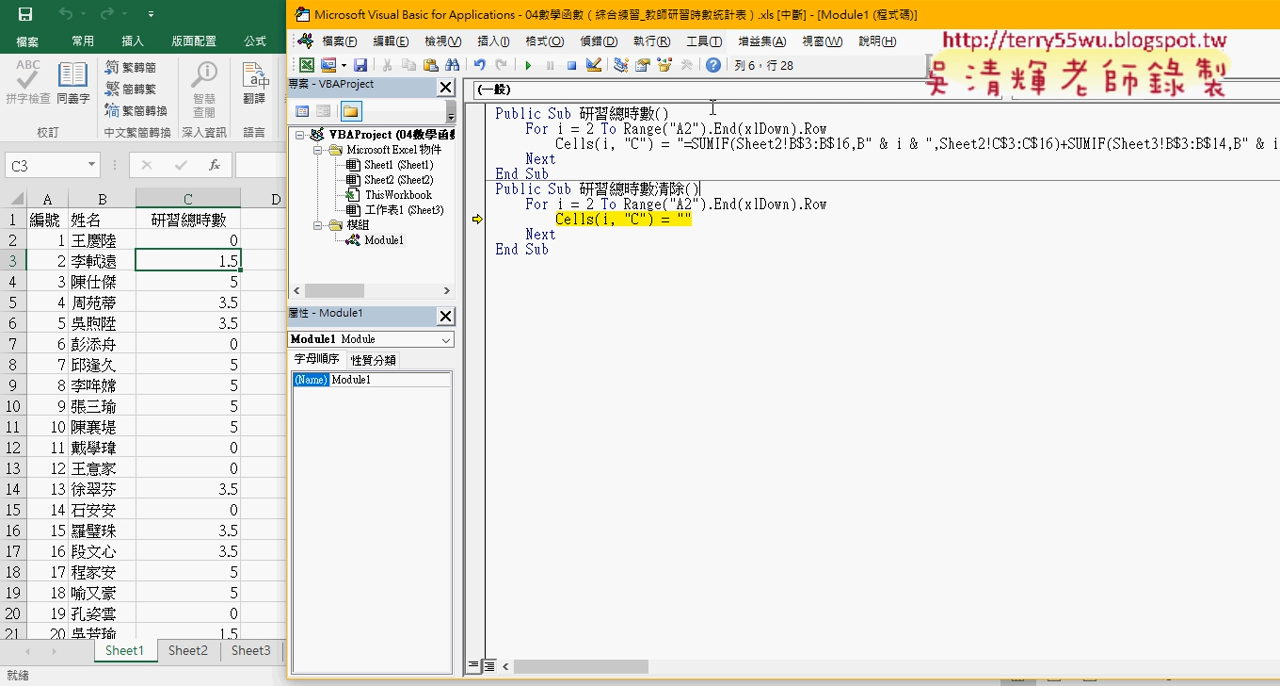 Microsoft Visual Basic for Applications - 04數學函數（綜合練習_教師研習時數統計表）.xls [中斷] - [Module1 (程式碼)]
檔案 常用 插入 版面配置 公式
檔案(F) 編輯(E) 檢視(V) 插入(I) 格式(O) 偵錯(D) 執行(R) 工具(T) 增益集(A) 視窗(W) 說明(H)
http://terry55wu.blogspot.tw
吳清輝老師錄製
列 6，行 28
ABC
拼字檢查 同義字
繁轉簡
簡轉繁
繁簡轉換
智慧
查閱
翻譯
校訂 中文繁簡轉換 深入資訊 語言
C3
fx
專案 - VBAProject
VBAProject (04數學函數
Microsoft Excel 物件
Sheet1 (Sheet1)
Sheet2 (Sheet2)
ThisWorkbook
工作表1 (Sheet3)
模組
Module1
屬性 - Module1
Module1 Module
字母順序 性質分類
(Name) Module1
(一般)
Public Sub 研習總時數()
For i = 2 To Range("A2").End(xlDown).Row
Cells(i, "C") = "=SUMIF(Sheet2!B$3:B$16,B" & i & ",Sheet2!C$3:C$16)+SUMIF(Sheet3!B$3:B$14,B" & i
Next
End Sub
Public Sub 研習總時數清除()
For i = 2 To Range("A2").End(xlDown).Row
Cells(i, "C") = ""
Next
End Sub
A B C D
1 編號 姓名 研習總時數
2 1 王慶陸 0
3 2 李軾遠 1.5
4 3 陳仕傑 5
5 4 周苑蒂 3.5
6 5 吳煦陞 3.5
7 6 彭添舟 0
8 7 邱逢久 5
9 8 李哖嫦 5
10 9 張三瑜 5
11 10 陳襄堤 5
12 11 戴學瑋 0
13 12 王意家 0
14 13 徐翠芬 3.5
15 14 石安安 0
16 15 羅璧珠 3.5
17 16 段文心 3.5
18 17 程家安 5
19 18 喻又豪 5
20 19 孔姿雲 0
21 20 吳芳瑜 1.5
Sheet1 Sheet2 Sheet3
就緒